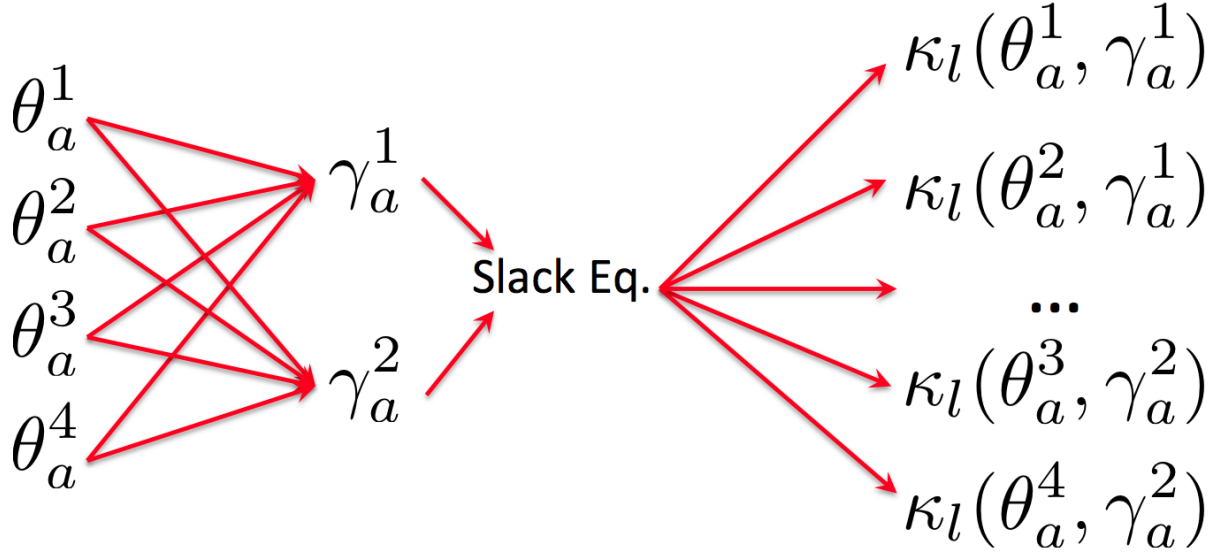 θ_a^1
θ_a^2
θ_a^3
θ_a^4
γ_a^1
γ_a^2
Slack Eq.
κ_l(θ_a^1, γ_a^1)
κ_l(θ_a^2, γ_a^1)
...
κ_l(θ_a^3, γ_a^2)
κ_l(θ_a^4, γ_a^2)